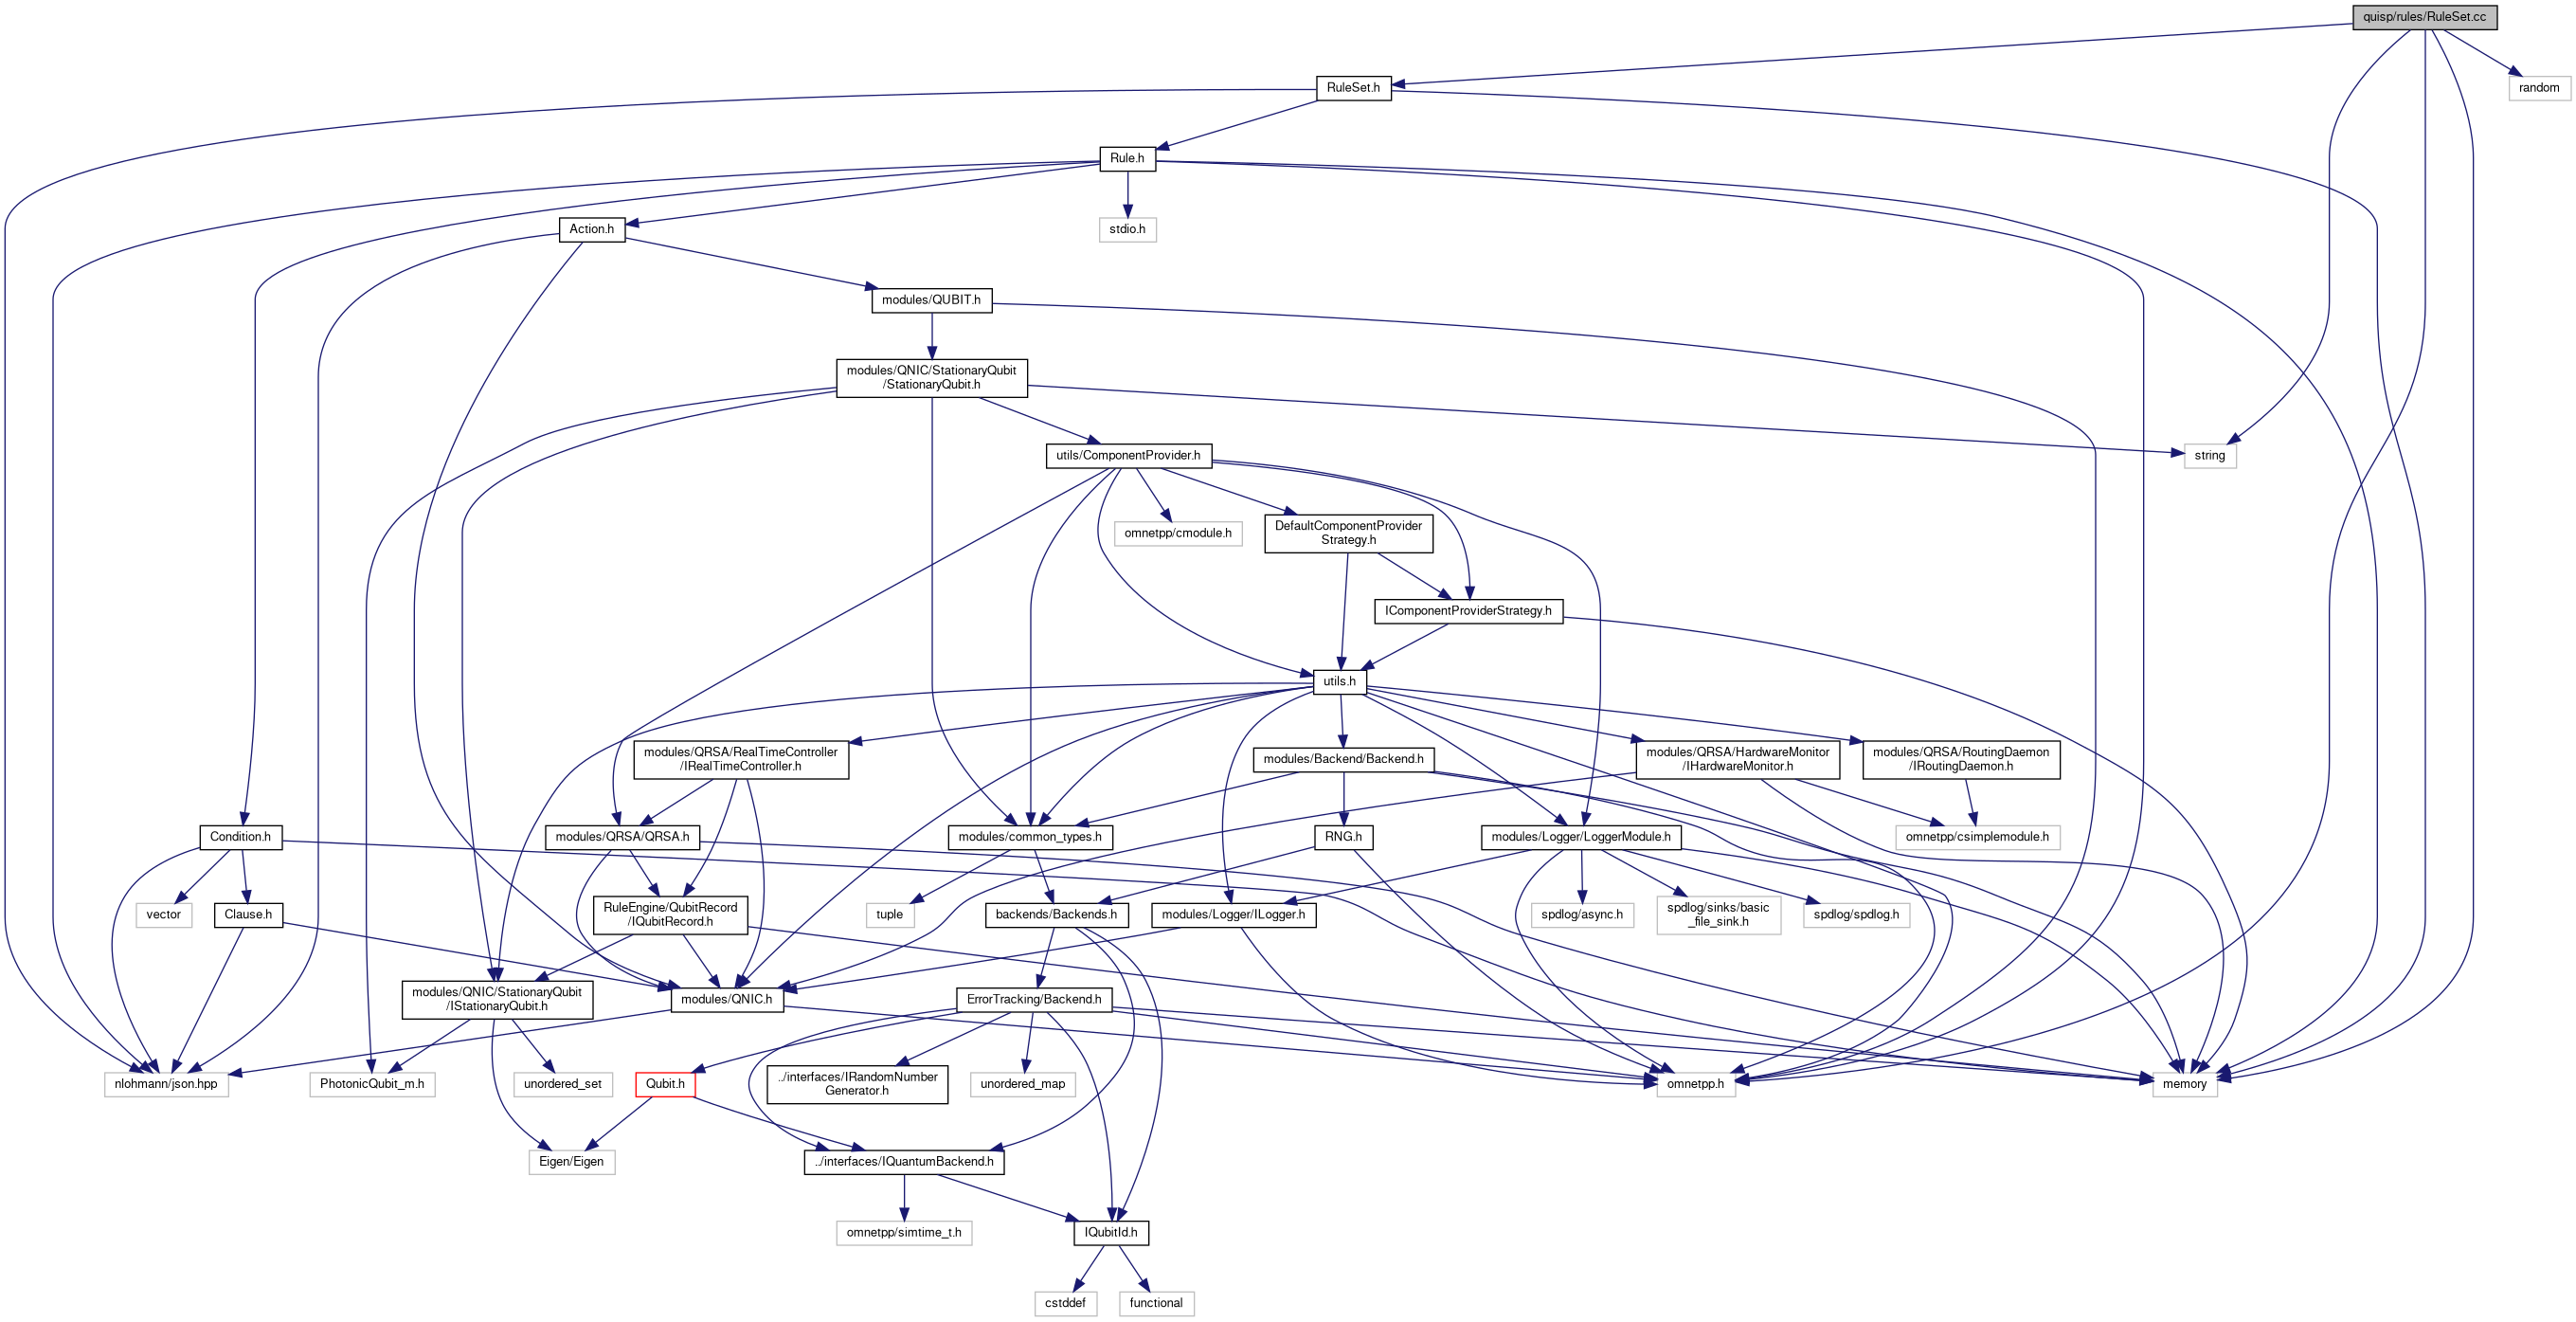 quisp/rules/RuleSet.cc
RuleSet.h
random
Rule.h
Action.h
stdio.h
modules/QUBIT.h
modules/QNIC/StationaryQubit
/StationaryQubit.h
utils/ComponentProvider.h
string
omnetpp/cmodule.h
DefaultComponentProvider
Strategy.h
IComponentProviderStrategy.h
utils.h
modules/QRSA/RealTimeController
/IRealTimeController.h
modules/Backend/Backend.h
modules/QRSA/HardwareMonitor
/IHardwareMonitor.h
modules/QRSA/RoutingDaemon
/IRoutingDaemon.h
Condition.h
modules/QRSA/QRSA.h
modules/common_types.h
RNG.h
modules/Logger/LoggerModule.h
omnetpp/csimplemodule.h
vector
Clause.h
RuleEngine/QubitRecord
/IQubitRecord.h
tuple
backends/Backends.h
modules/Logger/ILogger.h
spdlog/async.h
spdlog/sinks/basic
_file_sink.h
spdlog/spdlog.h
modules/QNIC/StationaryQubit
/IStationaryQubit.h
modules/QNIC.h
ErrorTracking/Backend.h
nlohmann/json.hpp
PhotonicQubit_m.h
unordered_set
Qubit.h
../interfaces/IRandomNumber
Generator.h
unordered_map
omnetpp.h
memory
Eigen/Eigen
../interfaces/IQuantumBackend.h
omnetpp/simtime_t.h
IQubitId.h
cstddef
functional